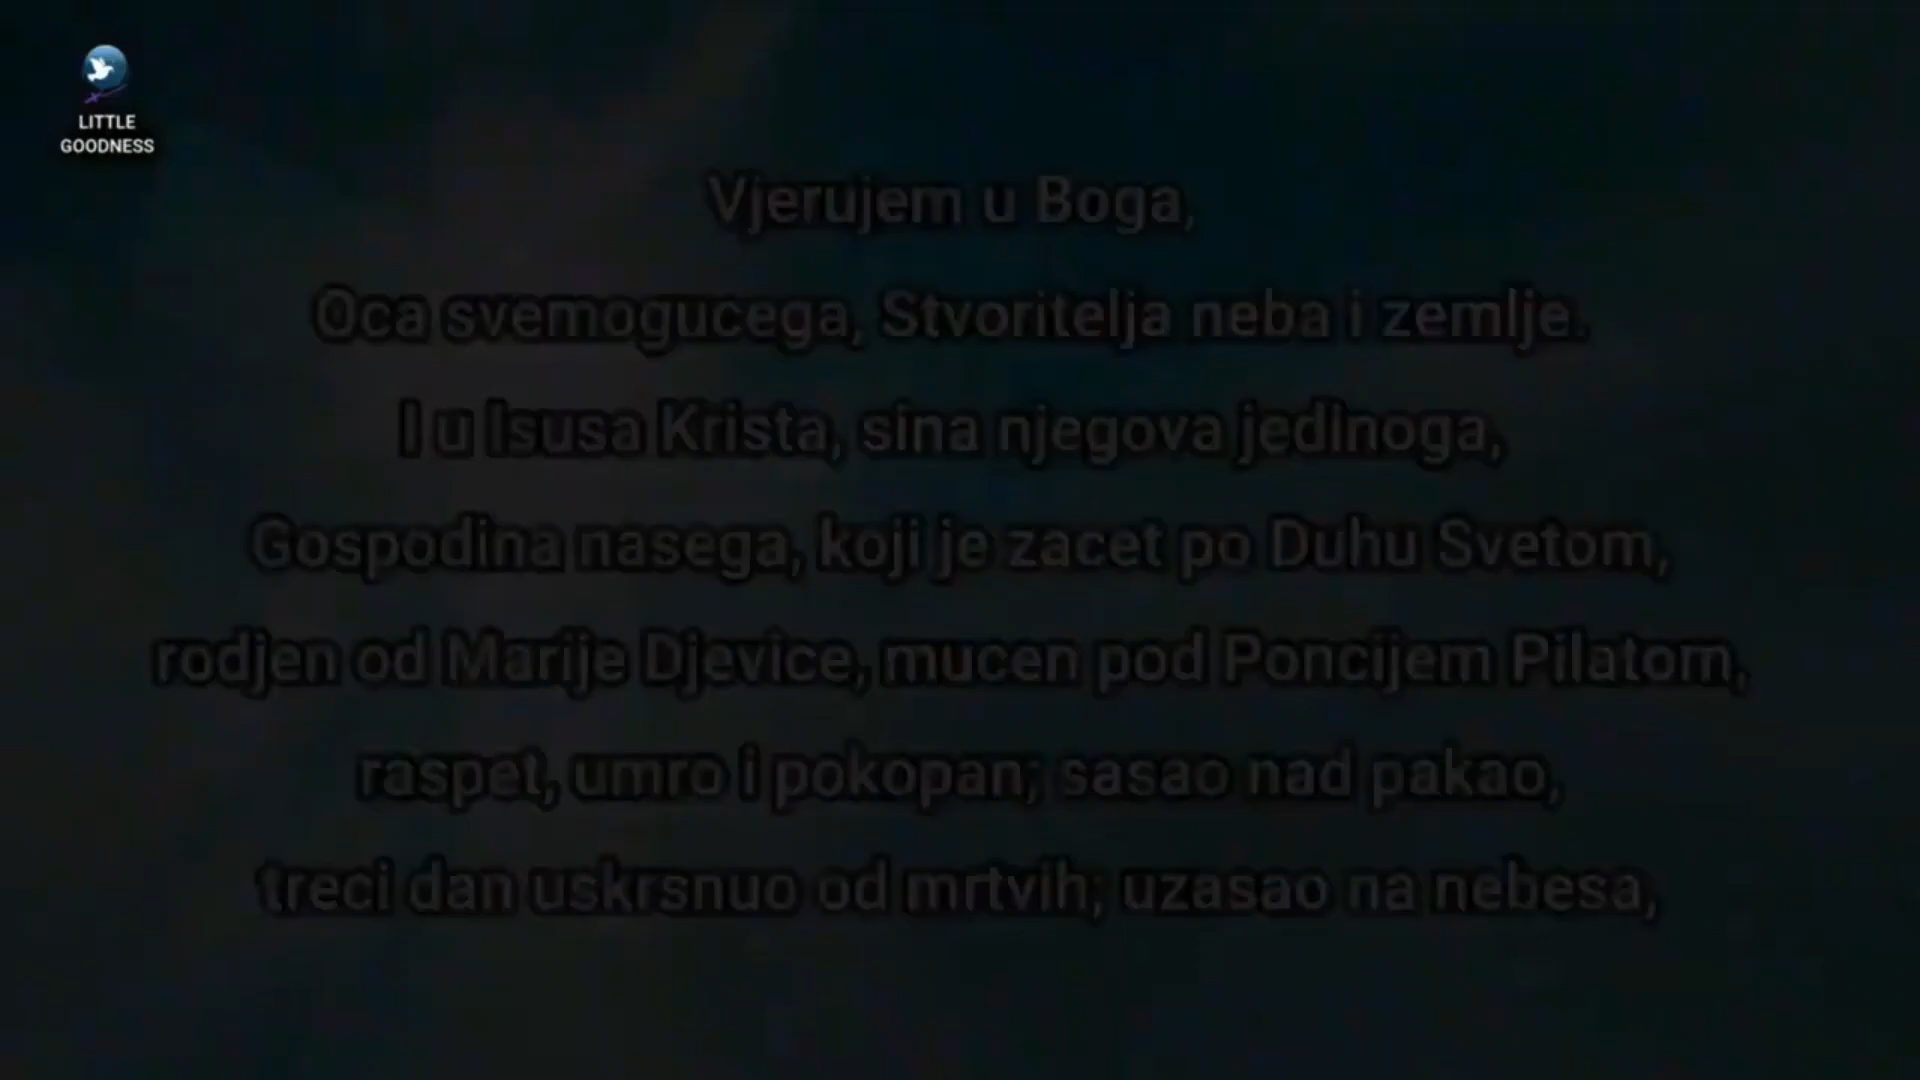 LITTLE
GOODNESS
Vjerujem u Boga,
Oca svemogucega, Stvoritelja neba i zemlje.
I u Isusa Krista, sina njegova jedinoga,
Gospodina nasega, koji je zacet po Duhu Svetom,
rodjen od Marije Djevice, mucen pod Poncijem Pilatom,
raspet, umro i pokopan; sasao nad pakao,
treci dan uskrsnuo od mrtvih; uzasao na nebesa,